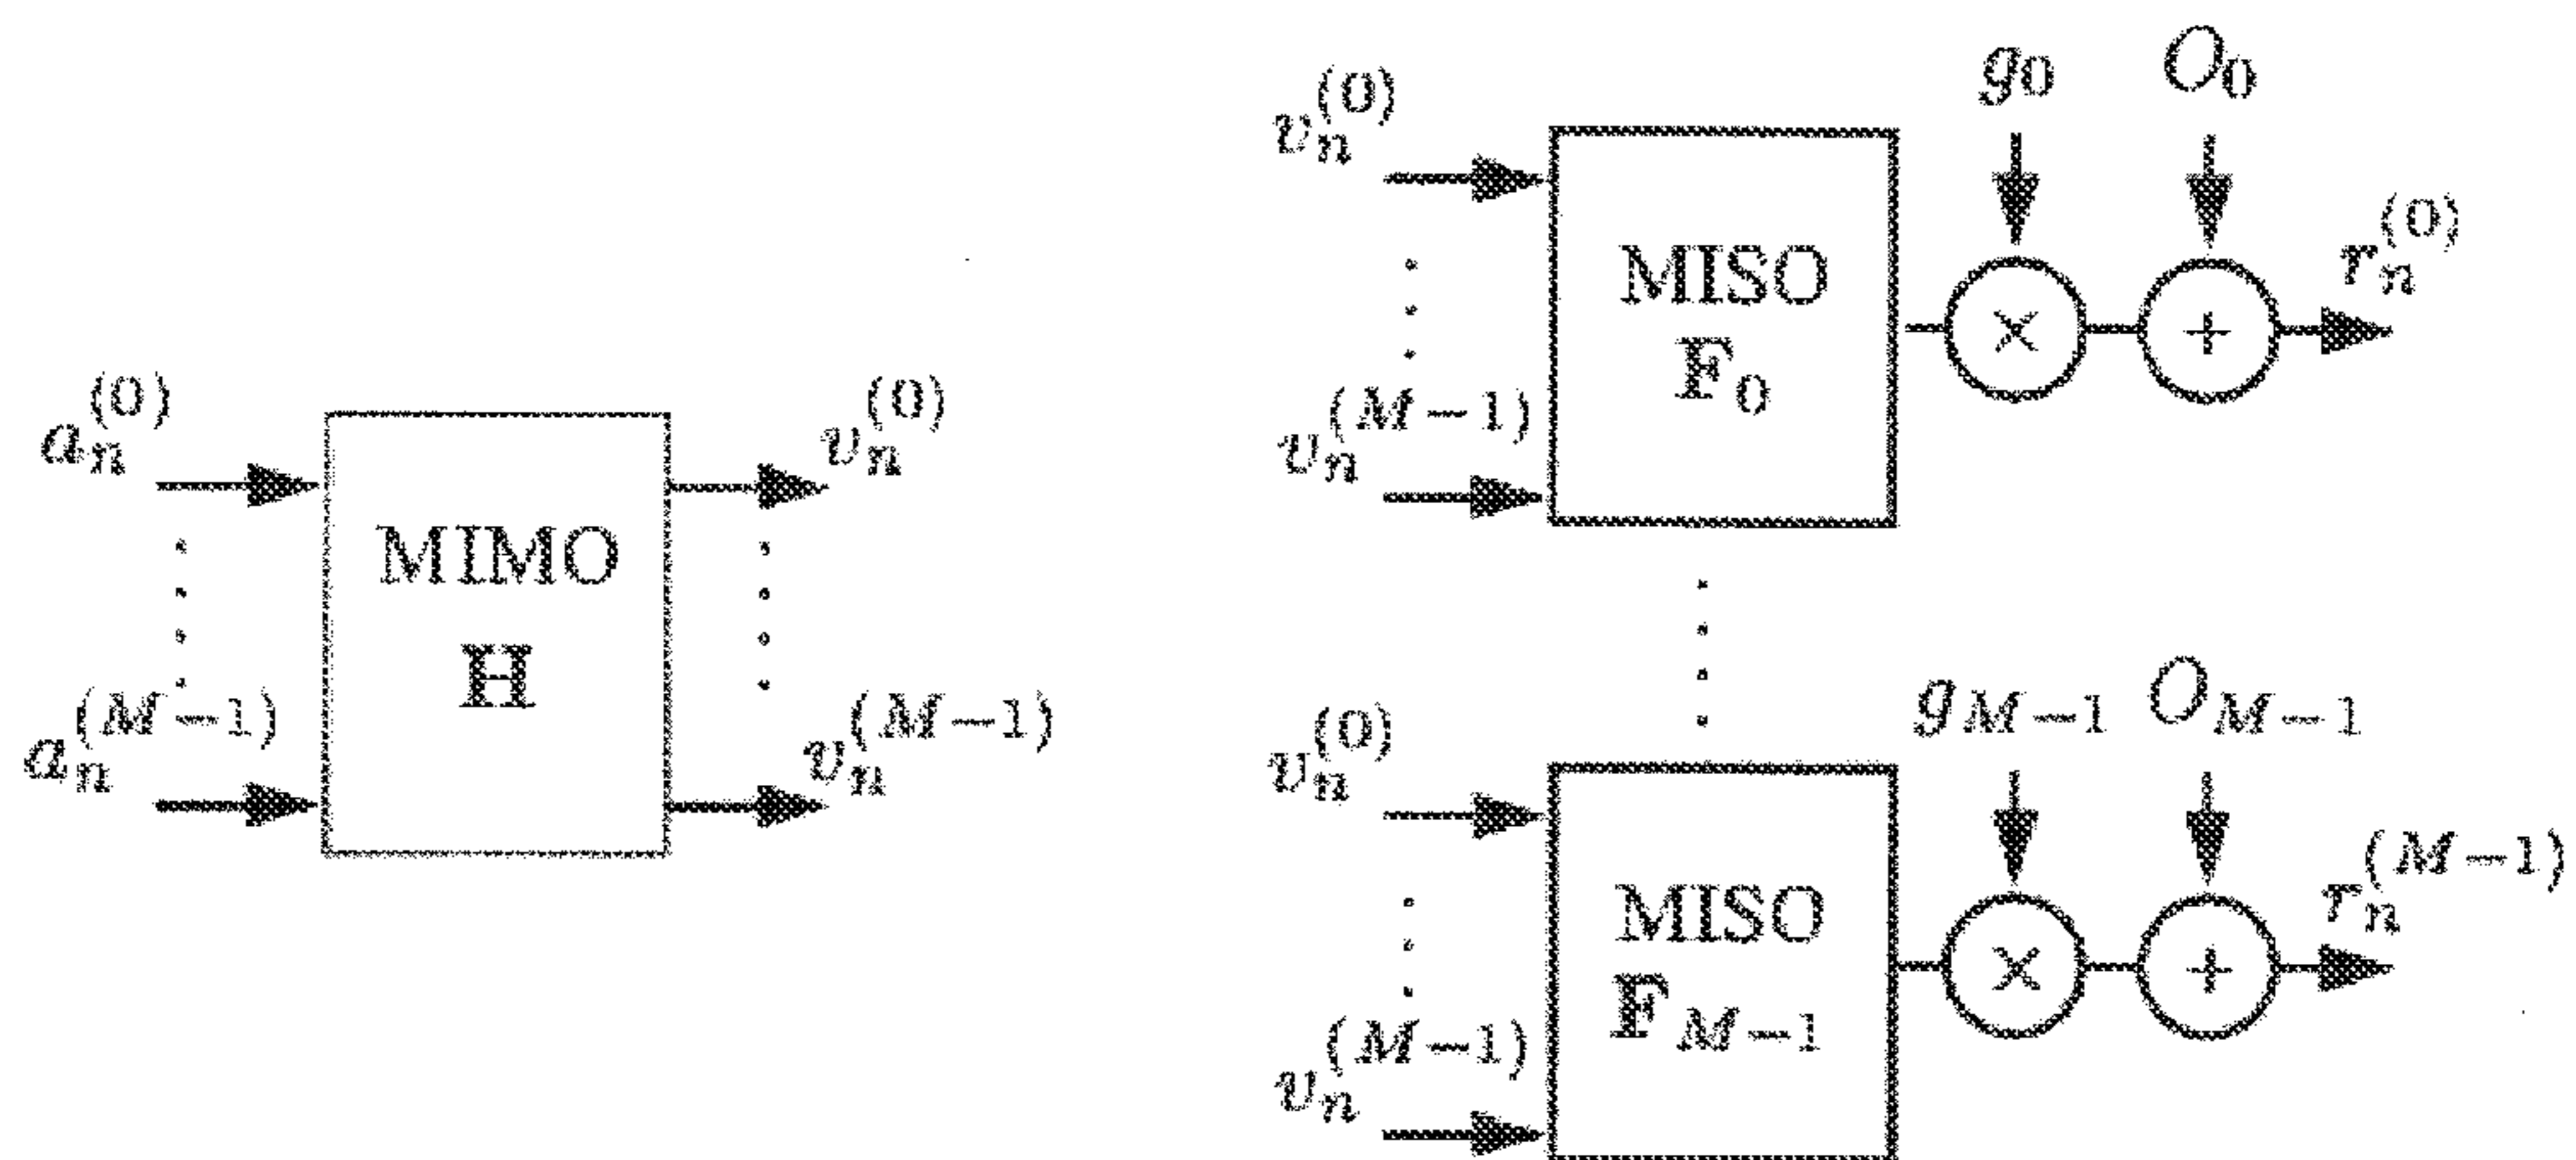 a_n^{(0)}
a_n^{(M-1)}
MIMO
H
v_n^{(0)}
v_n^{(M-1)}
v_n^{(0)}
v_n^{(M-1)}
MISO
F_0
g_0
O_0
×
+
r_n^{(0)}
v_n^{(0)}
v_n^{(M-1)}
MISO
F_{M-1}
g_{M-1}
O_{M-1}
×
+
r_n^{(M-1)}